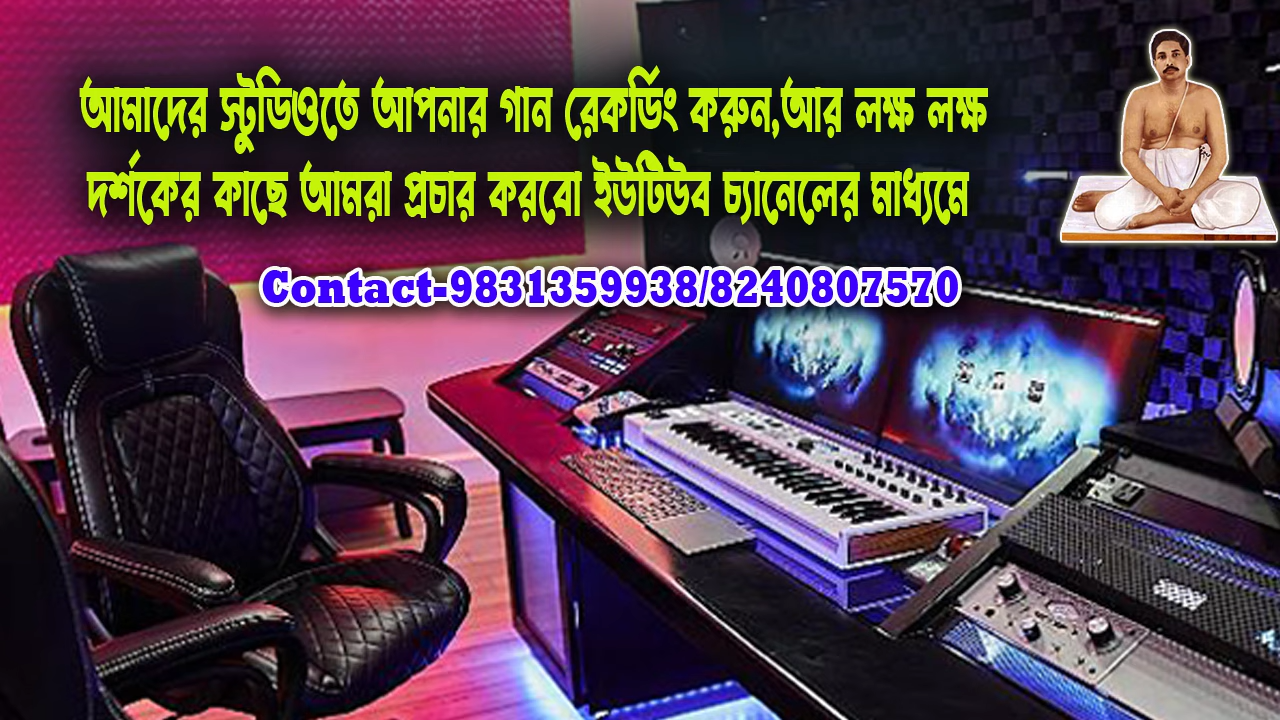 আমাদের স্টুডিওতে আপনার গান রেকর্ডিং করুন,আর লক্ষ লক্ষ
দর্শকের কাছে আমরা প্রচার করবো ইউটিউব চ্যানেলের মাধ্যমে
Contact-9831359938/8240807570